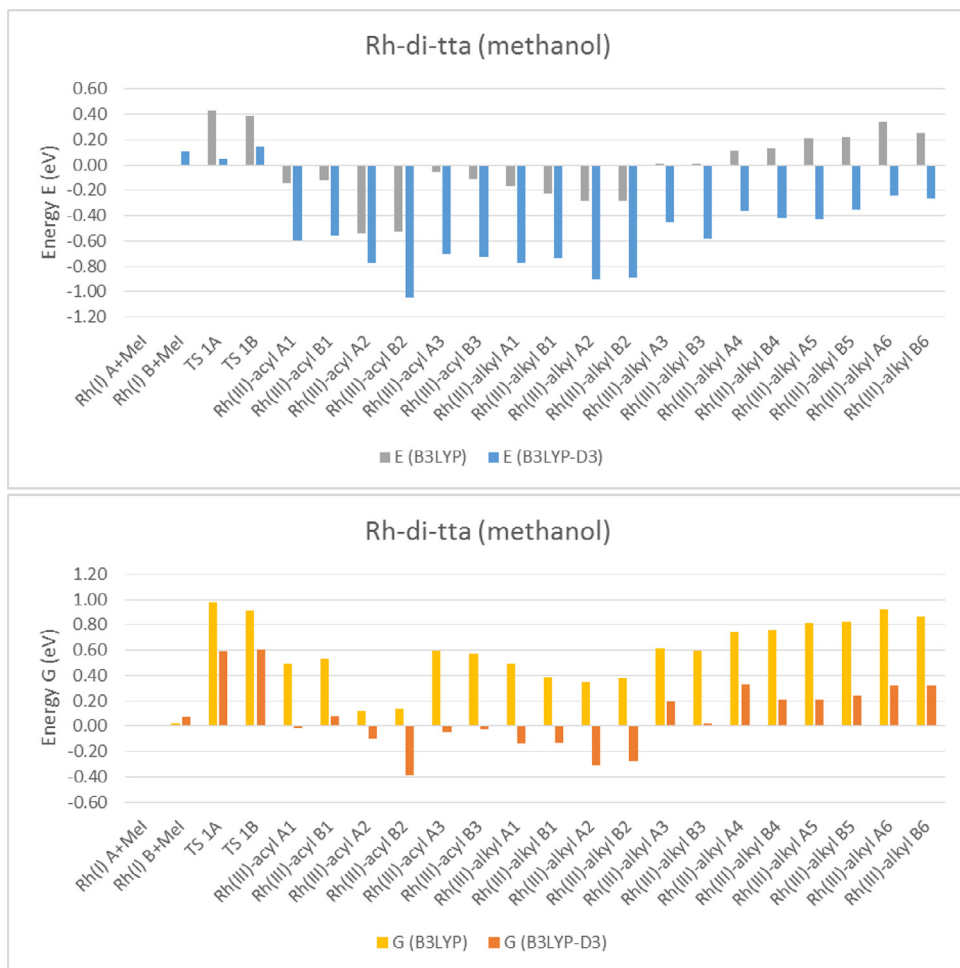 Rh-di-tta (methanol)
Energy E (eV)
0.60
0.40
0.20
0.00
-0.20
-0.40
-0.60
-0.80
-1.00
-1.20
Rh(I) A+MeI
Rh(I) B+MeI
TS 1A
TS 1B
Rh(III)-acyl A1
Rh(III)-acyl B1
Rh(III)-acyl A2
Rh(III)-acyl B2
Rh(III)-acyl A3
Rh(III)-acyl B3
Rh(III)-alkyl A1
Rh(III)-alkyl B1
Rh(III)-alkyl A2
Rh(III)-alkyl B2
Rh(III)-alkyl A3
Rh(III)-alkyl B3
Rh(III)-alkyl A4
Rh(III)-alkyl B4
Rh(III)-alkyl A5
Rh(III)-alkyl B5
Rh(III)-alkyl A6
Rh(III)-alkyl B6
E (B3LYP) E (B3LYP-D3)
Rh-di-tta (methanol)
Energy G (eV)
1.20
1.00
0.80
0.60
0.40
0.20
0.00
-0.20
-0.40
-0.60
Rh(I) A+MeI
Rh(I) B+MeI
TS 1A
TS 1B
Rh(III)-acyl A1
Rh(III)-acyl B1
Rh(III)-acyl A2
Rh(III)-acyl B2
Rh(III)-acyl A3
Rh(III)-acyl B3
Rh(III)-alkyl A1
Rh(III)-alkyl B1
Rh(III)-alkyl A2
Rh(III)-alkyl B2
Rh(III)-alkyl A3
Rh(III)-alkyl B3
Rh(III)-alkyl A4
Rh(III)-alkyl B4
Rh(III)-alkyl A5
Rh(III)-alkyl B5
Rh(III)-alkyl A6
Rh(III)-alkyl B6
G (B3LYP) G (B3LYP-D3)